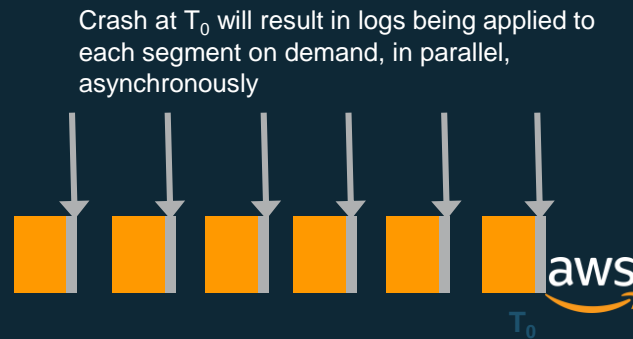 Crash at T₀ will result in logs being applied to
each segment on demand, in parallel,
asynchronously
aws
T₀